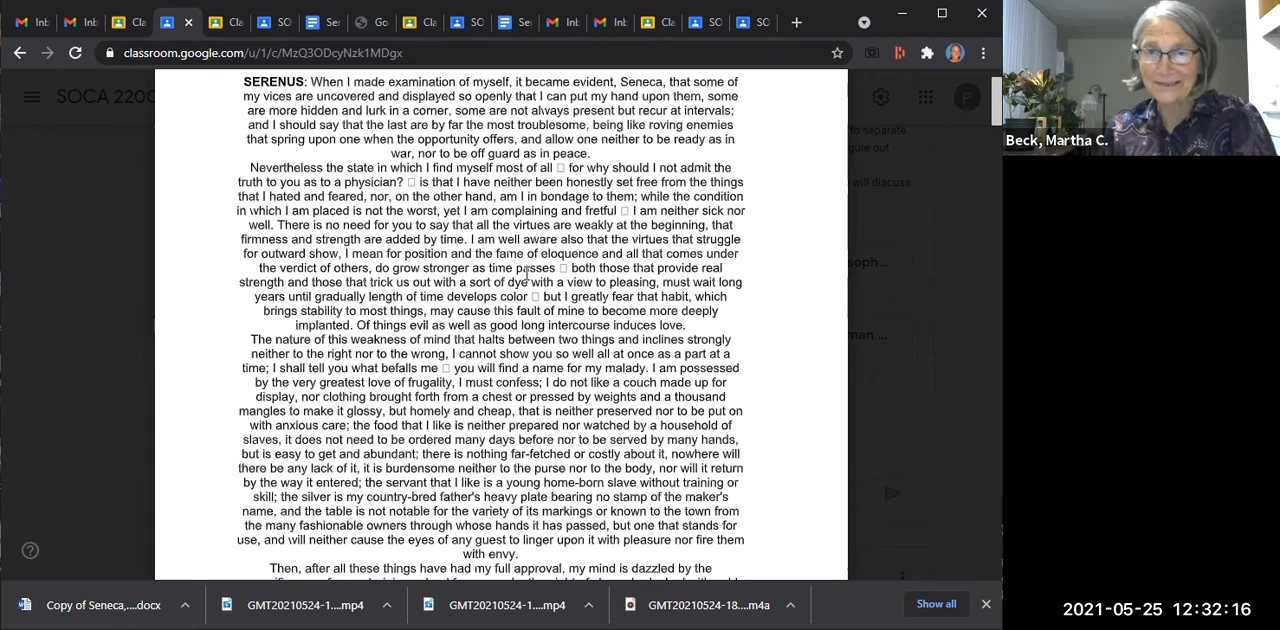 Inb
Inb
Cla
Cla
SO
Ser
Go
Cla
SO
Ser
Inb
Inb
Cla
SO
SO
classroom.google.com/u/1/c/MzQ3ODcyNzk1MDgx
SOCA 2200
P
SERENUS: When I made examination of myself, it became evident, Seneca, that some of
my vices are uncovered and displayed so openly that I can put my hand upon them, some
are more hidden and lurk in a corner, some are not always present but recur at intervals;
and I should say that the last are by far the most troublesome, being like roving enemies
that spring upon one when the opportunity offers, and allow one neither to be ready as in
war, nor to be off guard as in peace.
Nevertheless the state in which I find myself most of all □ for why should I not admit the
truth to you as to a physician? □ is that I have neither been honestly set free from the things
that I hated and feared, nor, on the other hand, am I in bondage to them; while the condition
in which I am placed is not the worst, yet I am complaining and fretful □ I am neither sick nor
well. There is no need for you to say that all the virtues are weakly at the beginning, that
firmness and strength are added by time. I am well aware also that the virtues that struggle
for outward show, I mean for position and the fame of eloquence and all that comes under
the verdict of others, do grow stronger as time passes □ both those that provide real
strength and those that trick us out with a sort of dye with a view to pleasing, must wait long
years until gradually length of time develops color □ but I greatly fear that habit, which
brings stability to most things, may cause this fault of mine to become more deeply
implanted. Of things evil as well as good long intercourse induces love.
The nature of this weakness of mind that halts between two things and inclines strongly
neither to the right nor to the wrong, I cannot show you so well all at once as a part at a
time; I shall tell you what befalls me □ you will find a name for my malady. I am possessed
by the very greatest love of frugality, I must confess; I do not like a couch made up for
display, nor clothing brought forth from a chest or pressed by weights and a thousand
mangles to make it glossy, but homely and cheap, that is neither preserved nor to be put on
with anxious care; the food that I like is neither prepared nor watched by a household of
slaves, it does not need to be ordered many days before nor to be served by many hands,
but is easy to get and abundant; there is nothing far-fetched or costly about it, nowhere will
there be any lack of it, it is burdensome neither to the purse nor to the body, nor will it return
by the way it entered; the servant that I like is a young home-born slave without training or
skill; the silver is my country-bred father's heavy plate bearing no stamp of the maker's
name, and the table is not notable for the variety of its markings or known to the town from
the many fashionable owners through whose hands it has passed, but one that stands for
use, and will neither cause the eyes of any guest to linger upon it with pleasure nor fire them
with envy.
Then, after all these things have had my full approval, my mind is dazzled by the
to separate
will discuss
Beck, Martha C.
Copy of Seneca,....docx
GMT20210524-1....mp4
GMT20210524-1....mp4
GMT20210524-18....m4a
Show all
2021-05-25 12:32:16